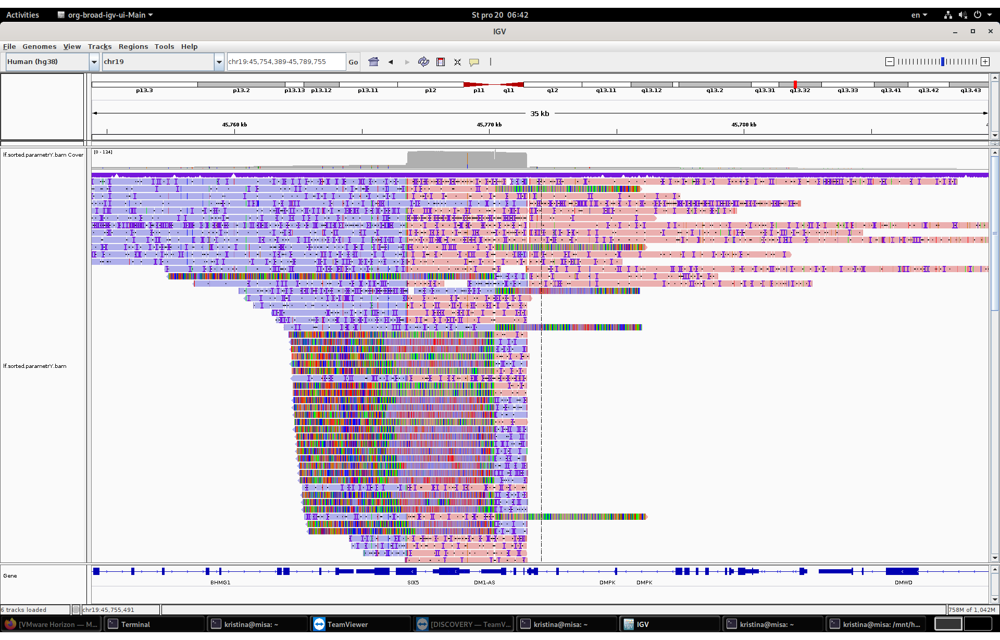 Activities org-broad-igv-ui-Main St pro 20 06:42 en
IGV
File Genomes View Tracks Regions Tools Help
Human (hg38) chr19 chr19:45,754,389-45,789,755 Go
p13.3 p13.2 p13.13 p13.12 p13.11 p12 p11 q11 q12 q13.11 q13.12 q13.2 q13.31 q13.32 q13.33 q13.41 q13.42 q13.43
35 kb
45,760 kb 45,770 kb 45,780 kb
lf.sorted.parametrY.bam Cover
[0 - 134]
lf.sorted.parametrY.bam
Gene
BHMG1 SIX5 DM1-AS DMPK DMPK DMWD
6 tracks loaded chr19:45,755,491 758M of 1,042M
[VMware Horizon — M... Terminal kristina@misa: ~ TeamViewer [DISCOVERY — TeamV... kristina@misa: ~ IGV kristina@misa: ~ kristina@misa: /mnt/h...